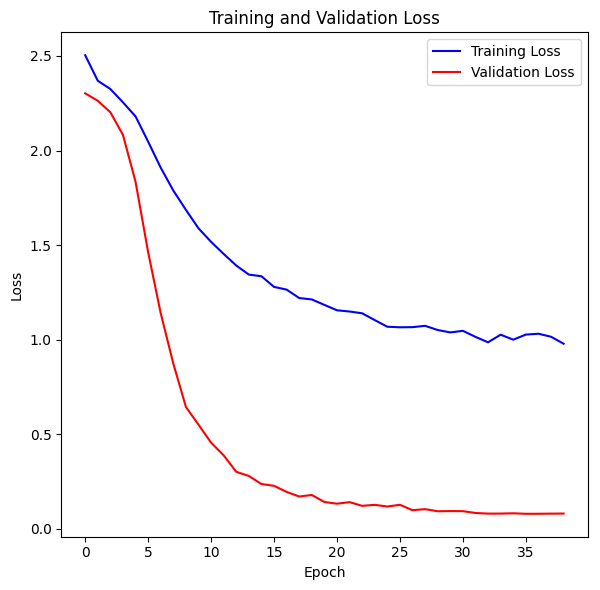 Training and Validation Loss
Training Loss
Validation Loss
2.5
2.0
1.5
1.0
0.5
0.0
Loss
0 5 10 15 20 25 30 35
Epoch